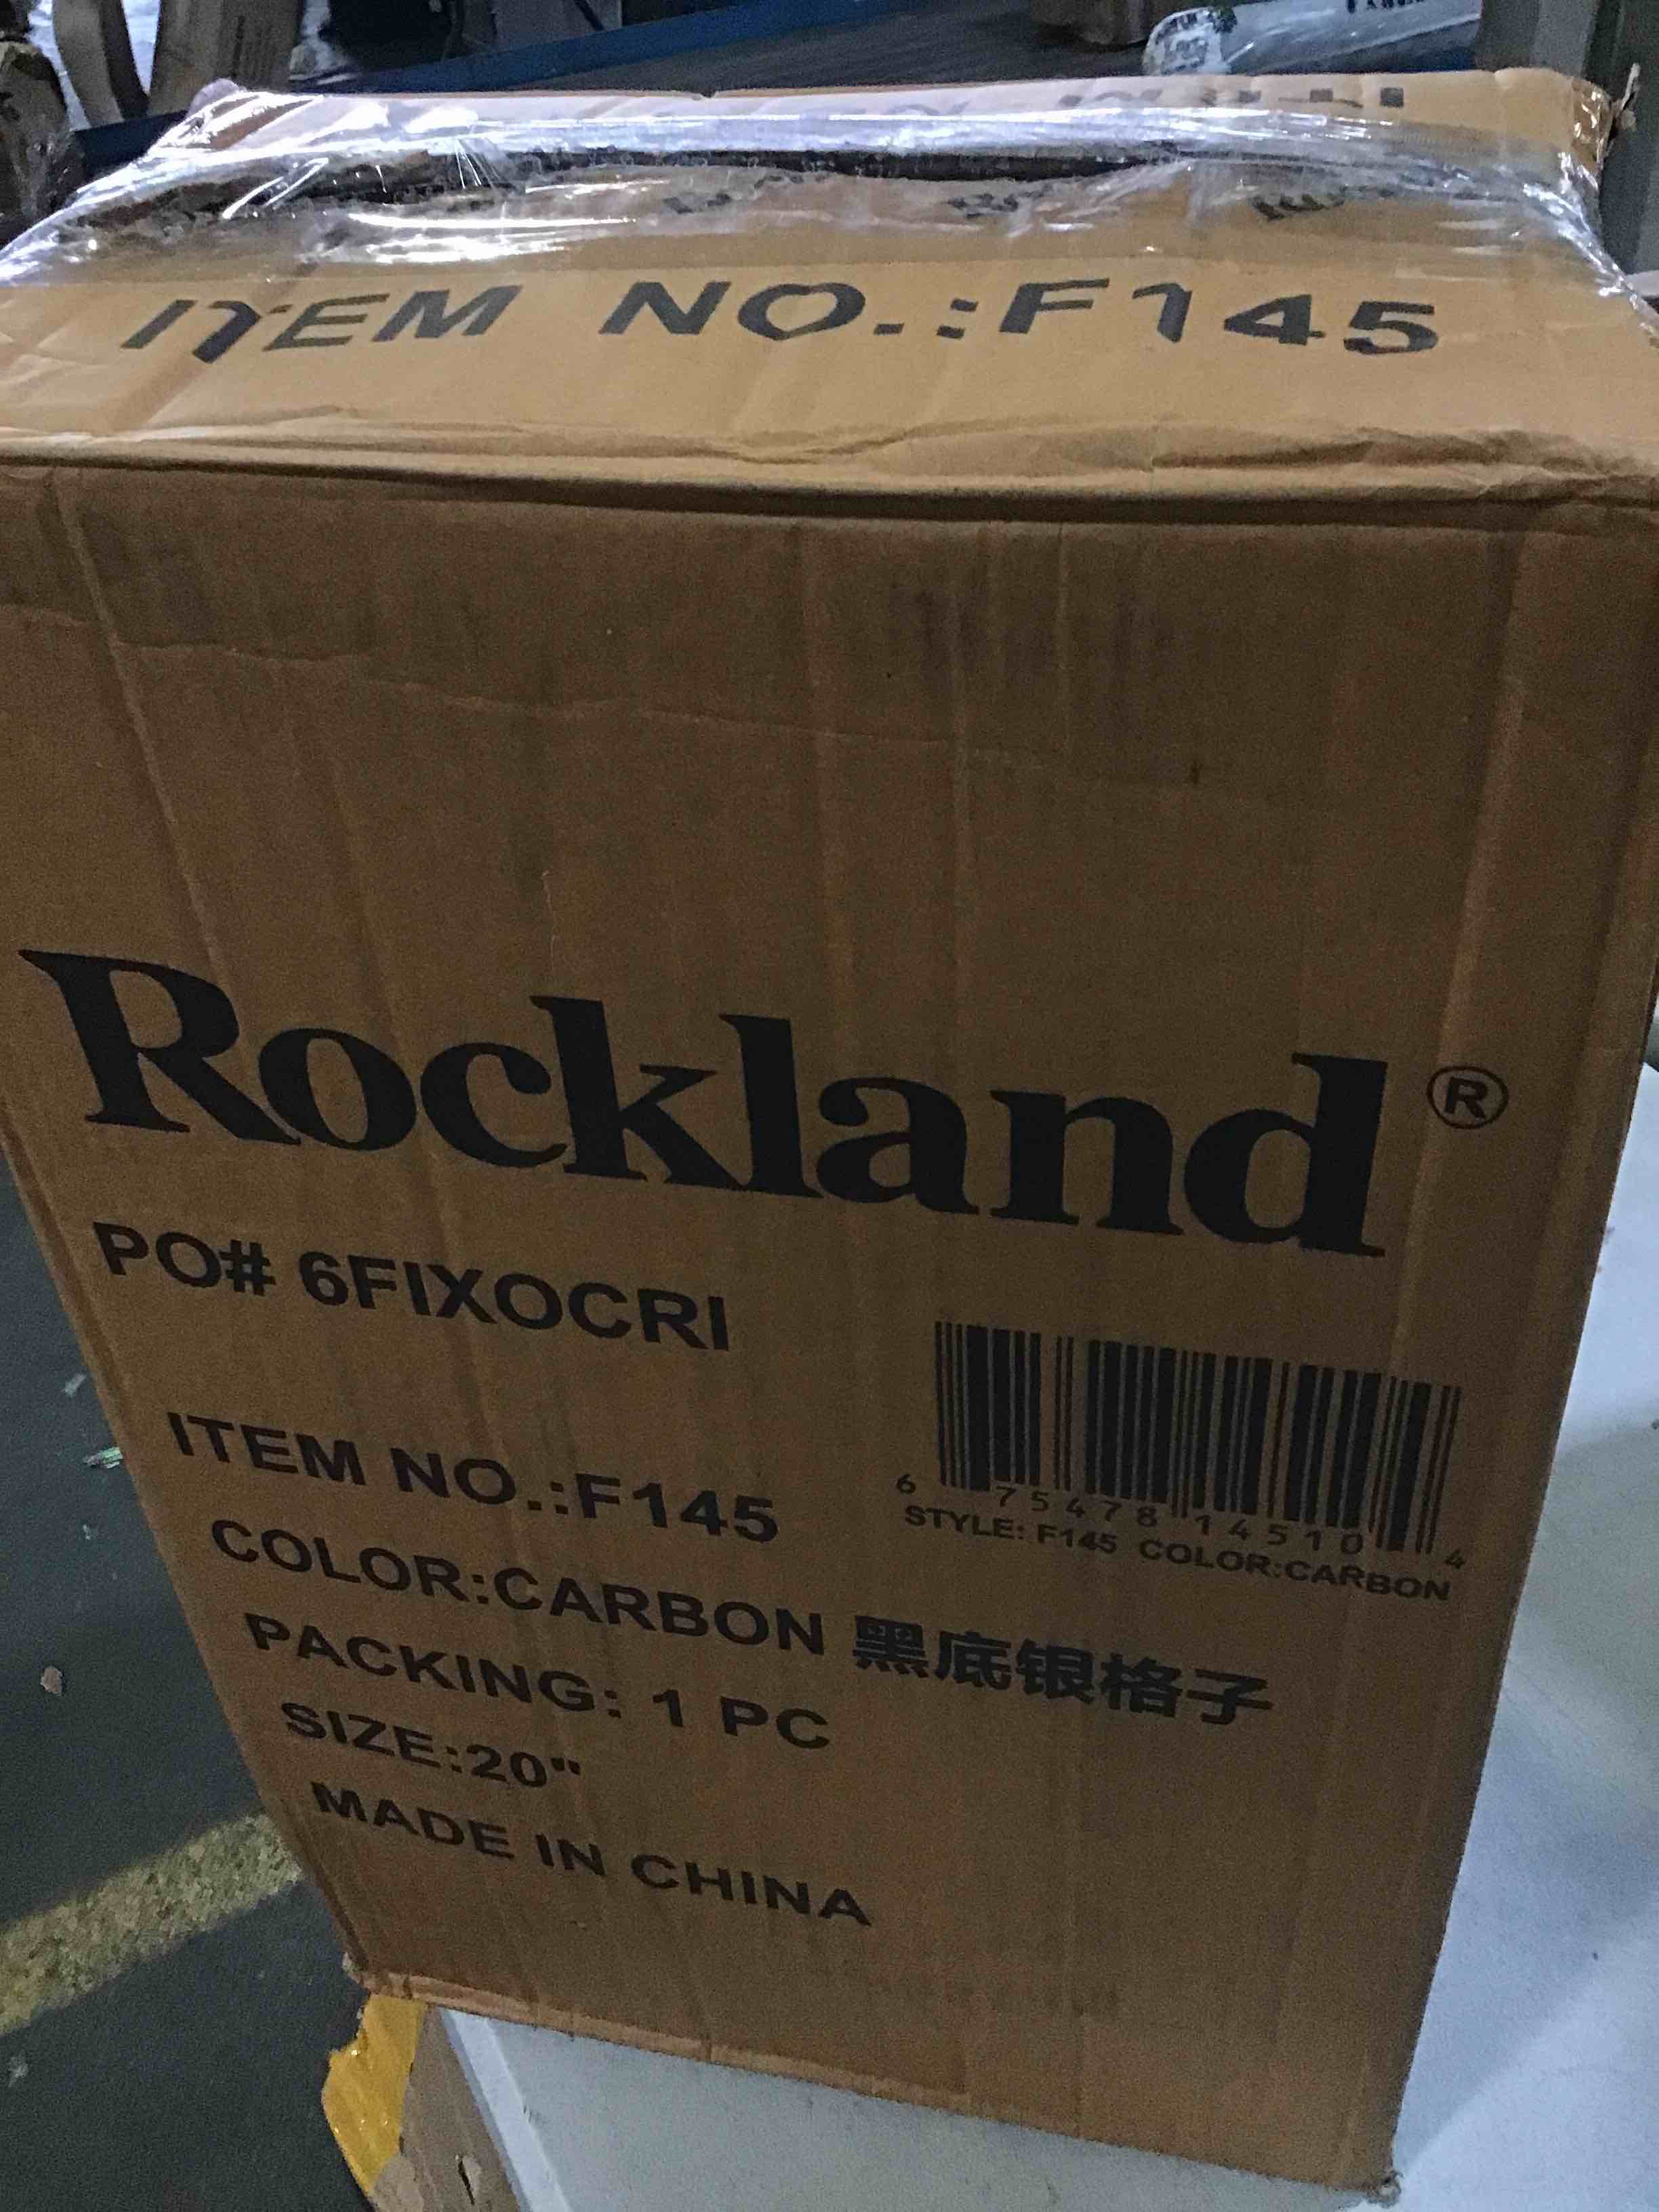 ITEM NO.:F145
Rockland®
PO# 6FIXOCRI
6 75478 14510 4
STYLE: F145 COLOR:CARBON
ITEM NO.:F145
COLOR:CARBON 黑底银格子
PACKING: 1 PC
SIZE:20"
MADE IN CHINA